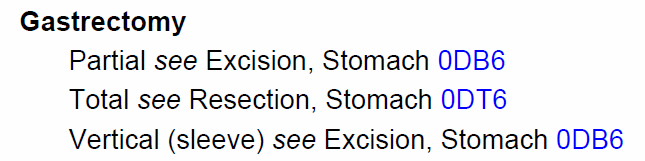 Gastrectomy
Partial see Excision, Stomach 0DB6
Total see Resection, Stomach 0DT6
Vertical (sleeve) see Excision, Stomach 0DB6